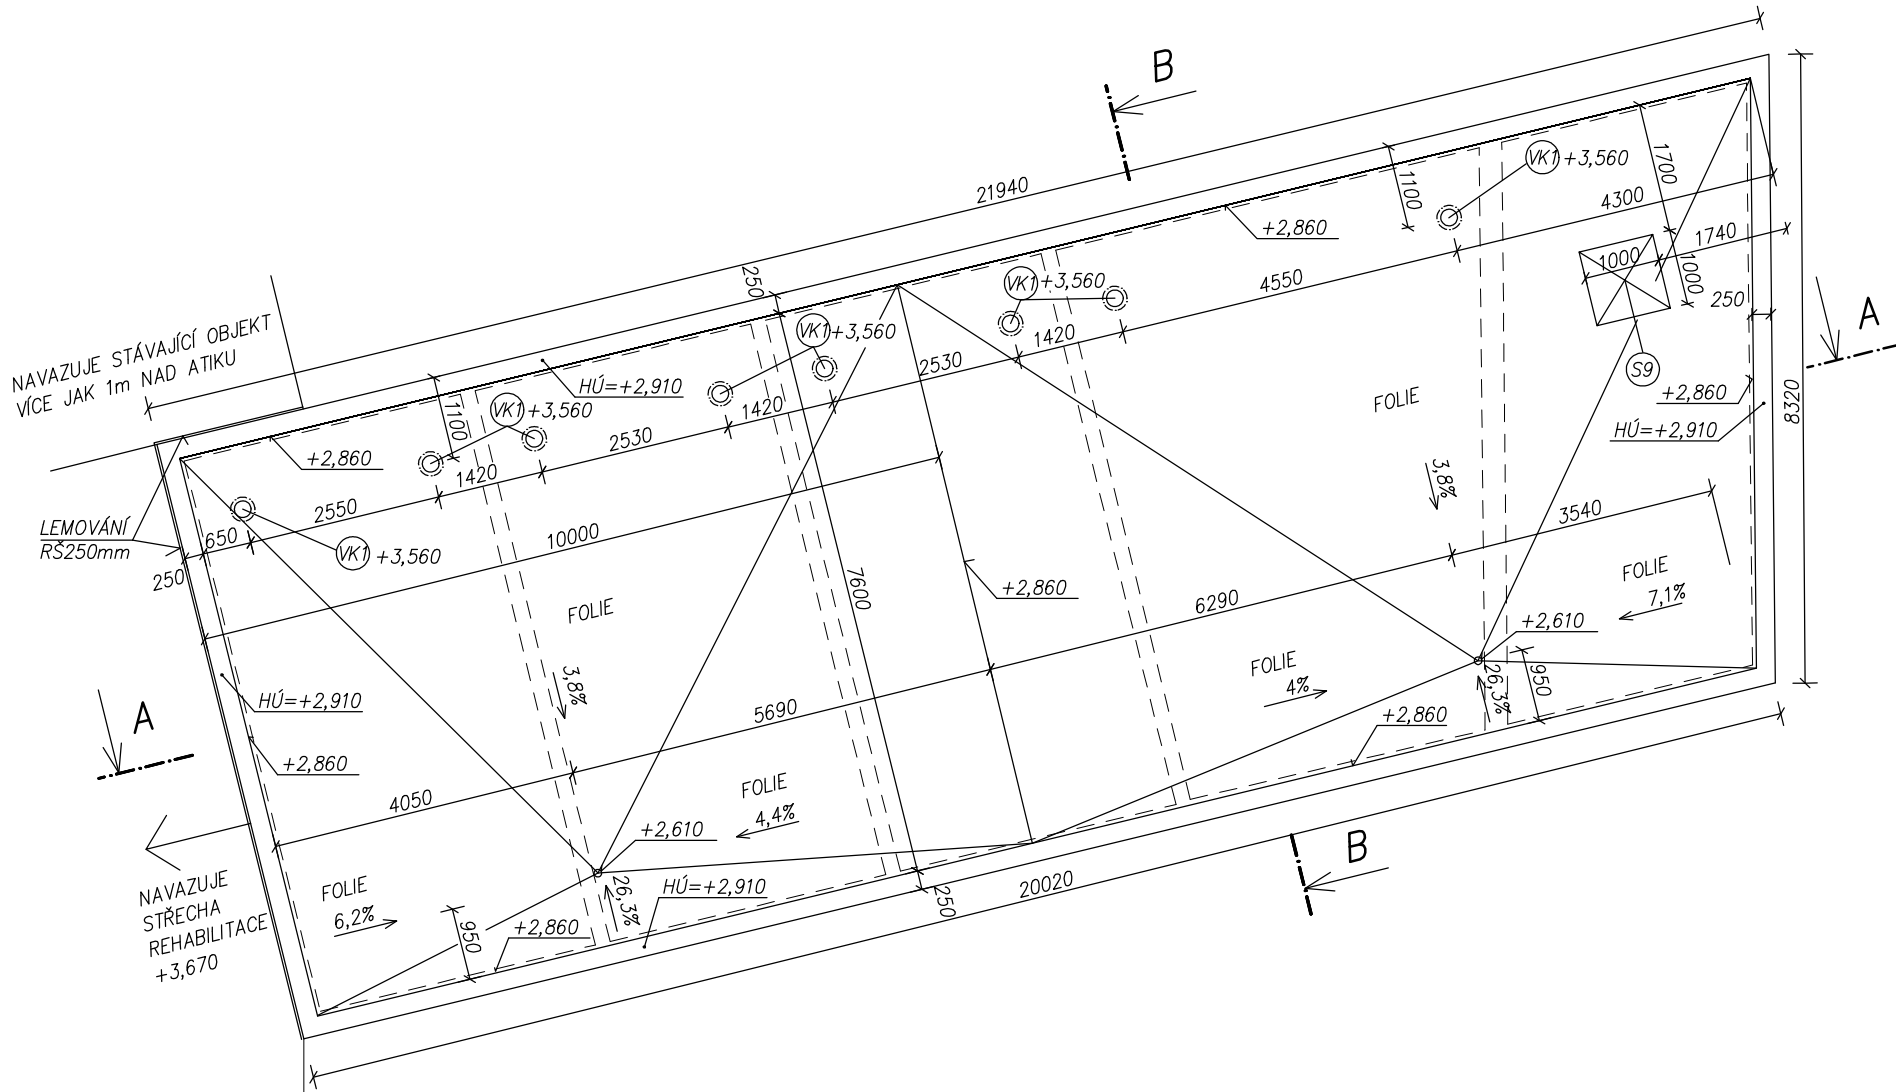 B
21940
250
1100
VK1
+3,560
1700
4300
+2,860
1740
1000
1000
250
VK1
+3,560
4550
1420
A
NAVAZUJE STÁVAJÍCÍ OBJEKT
VÍCE JAK 1m NAD ATIKU
VK1
+3,560
2530
HÚ=+2,910
S9
+2,860
8320
HÚ=+2,910
FOLIE
1100
VK1
+3,560
1420
2530
1420
+2,860
3,8%
LEMOVÁNÍ
RŠ250mm
650
2550
10000
VK1
+3,560
250
3540
FOLIE
7,1%
7600
+2,860
6290
FOLIE
+2,610
3,8%
26,3%
950
FOLIE
4%
HÚ=+2,910
5690
+2,860
A
+2,860
4050
FOLIE
4,4%
+2,610
B
NAVAZUJE
STŘECHA
REHABILITACE
+3,670
FOLIE
6,2%
26,3%
HÚ=+2,910
250
20020
950
+2,860